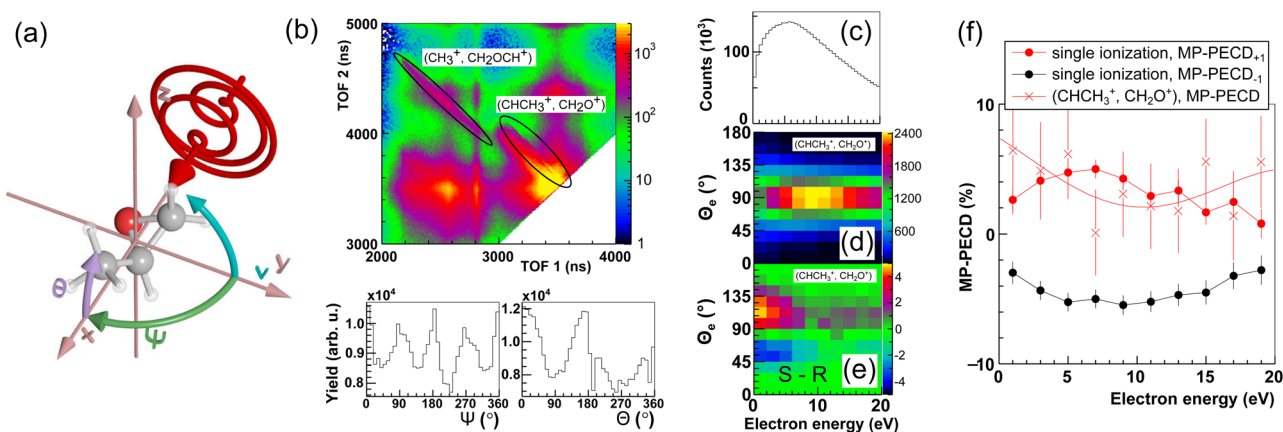 (a)
z
y
x
θ
ψ
ν
(b)
TOF 2 (ns)
5000
4000
3000
(CH₃⁺, CH₂OCH⁺)
(CHCH₃⁺, CH₂O⁺)
10³
10²
10
1
2000 3000 4000
TOF 1 (ns)
Yield (arb. u.)
x10⁴
1.0
0.9
0.8
0 90 180 270 360
Ψ (°)
x10⁴
1.2
1.0
0.8
0 90 180 270 360
Θ (°)
(c)
Counts (10³)
100
0
(d)
Θₑ (°)
180
135
90
45
0
(CHCH₃⁺, CH₂O⁺)
2400
1800
1200
600
(e)
Θₑ (°)
135
90
45
0
(CHCH₃⁺, CH₂O⁺)
S - R
4
2
0
-2
-4
0 10 20
Electron energy (eV)
(f)
single ionization, MP-PECD₊₁
single ionization, MP-PECD₋₁
(CHCH₃⁺, CH₂O⁺), MP-PECD
MP-PECD (%)
10
0
−10
0 5 10 15 20
Electron energy (eV)